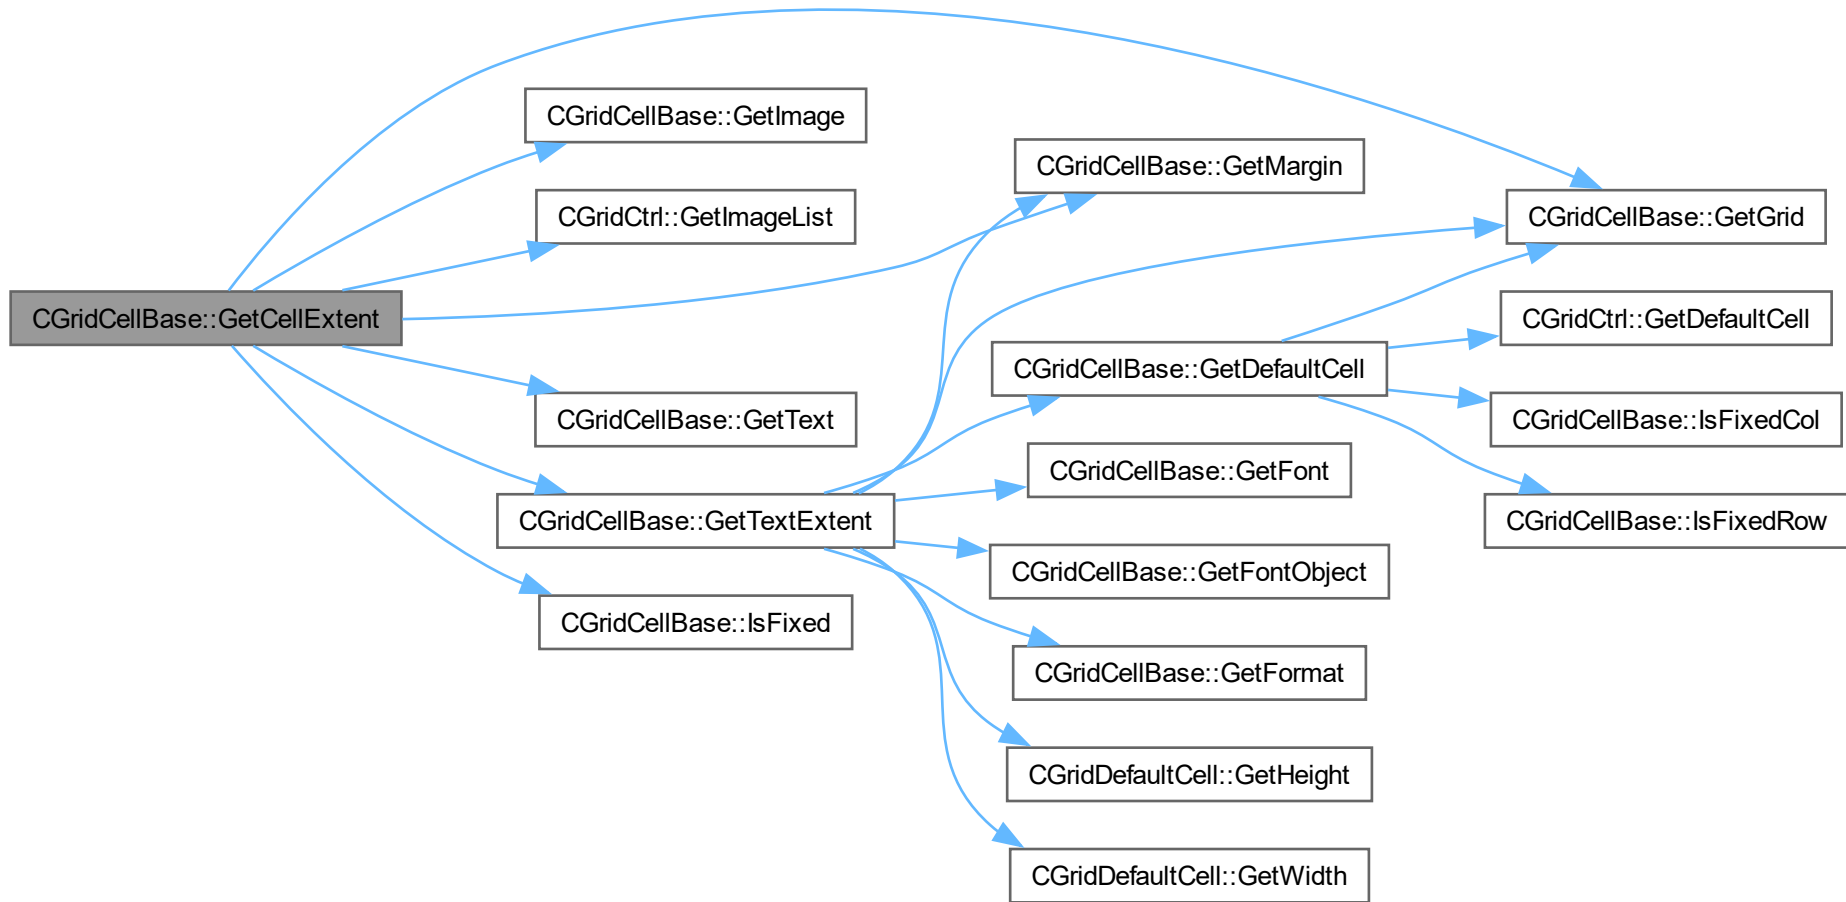 CGridCellBase::GetCellExtent
CGridCellBase::GetImage
CGridCtrl::GetImageList
CGridCellBase::GetText
CGridCellBase::GetTextExtent
CGridCellBase::IsFixed
CGridCellBase::GetMargin
CGridCellBase::GetDefaultCell
CGridCellBase::GetFont
CGridCellBase::GetFontObject
CGridCellBase::GetFormat
CGridDefaultCell::GetHeight
CGridDefaultCell::GetWidth
CGridCellBase::GetGrid
CGridCtrl::GetDefaultCell
CGridCellBase::IsFixedCol
CGridCellBase::IsFixedRow